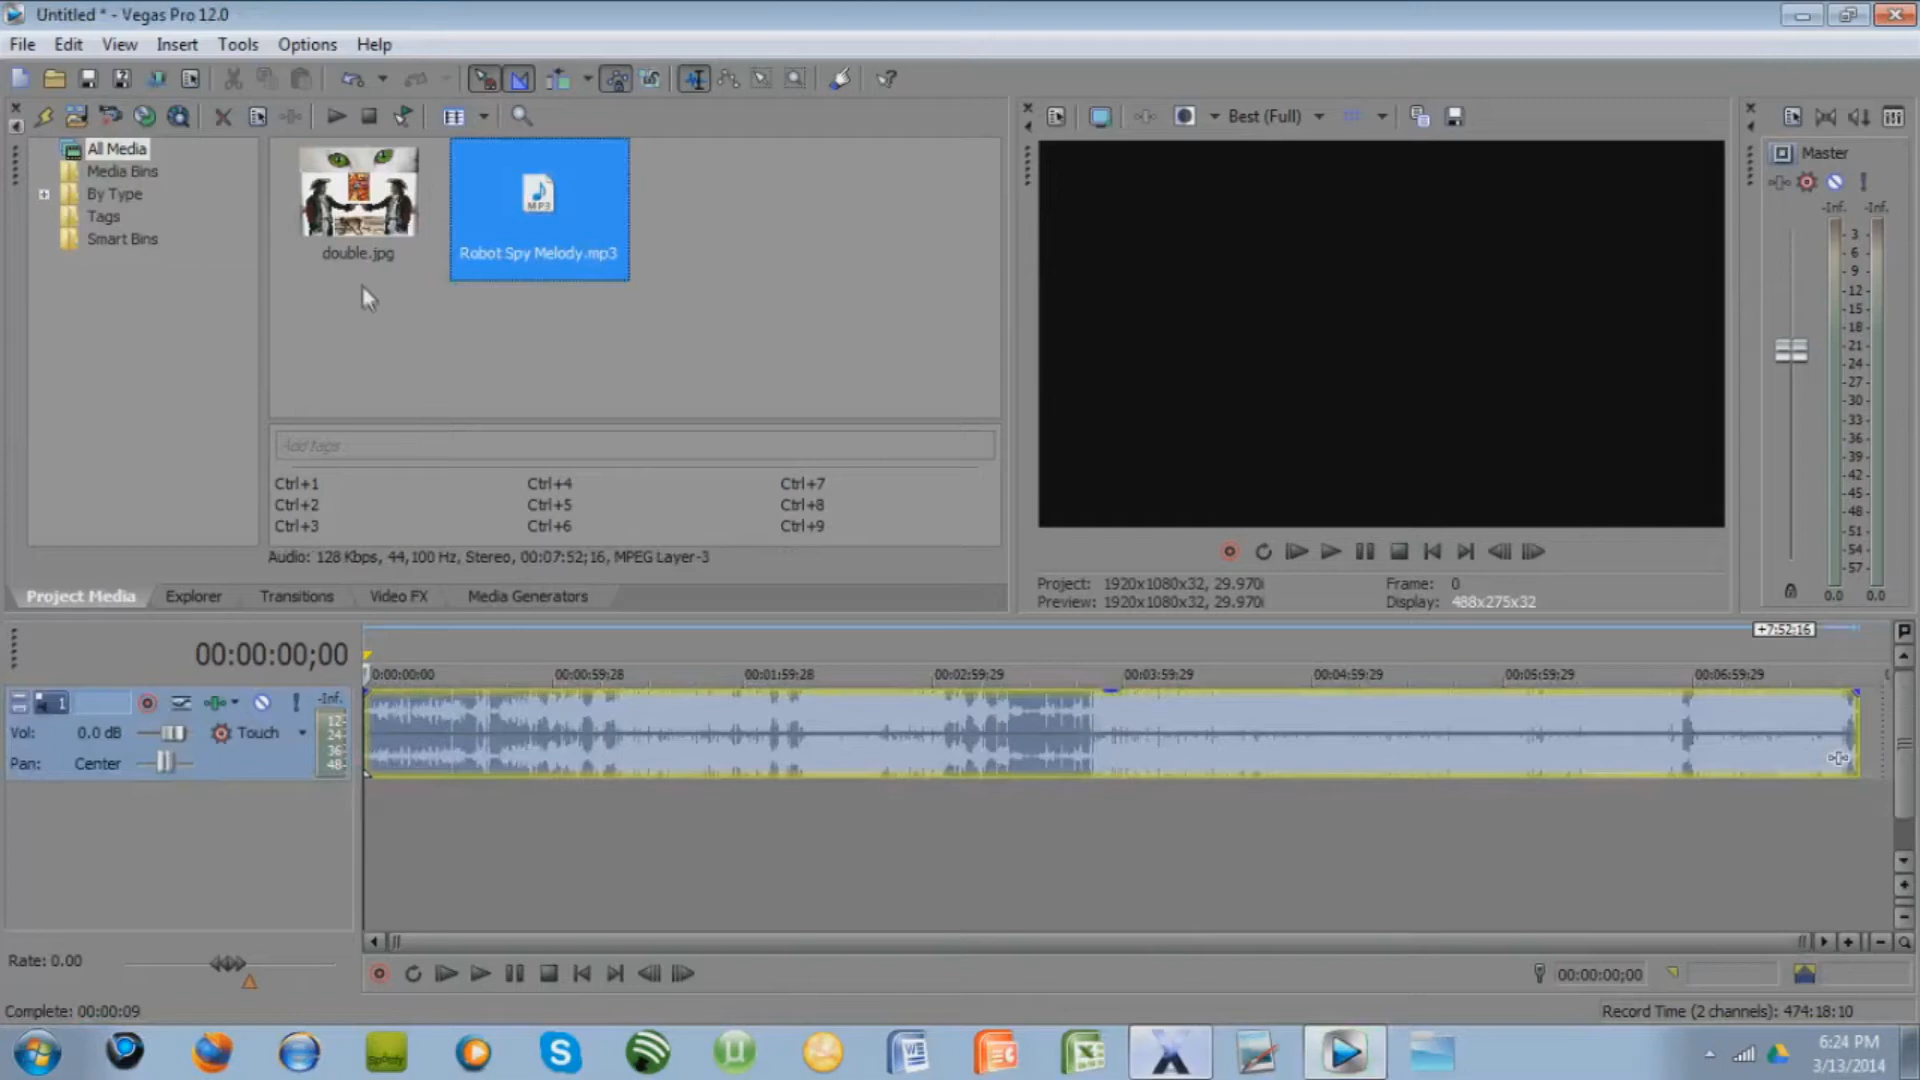 Untitled * - Vegas Pro 12.0
File Edit View Insert Tools Options Help
Best (Full)
All Media
Media Bins
By Type
Tags
Smart Bins
double.jpg
MP3
Robot Spy Melody.mp3
Add tags
Ctrl+1 Ctrl+4 Ctrl+7
Ctrl+2 Ctrl+5 Ctrl+8
Ctrl+3 Ctrl+6 Ctrl+9
Audio: 128 Kbps, 44,100 Hz, Stereo, 00:07:52;16, MPEG Layer-3
Project Media Explorer Transitions Video FX Media Generators
Project: 1920x1080x32, 29.970i Frame: 0
Preview: 1920x1080x32, 29.970i Display: 488x275x32
Master
-Inf. -Inf.
3
6
9
12
15
18
21
24
27
30
33
36
39
42
45
48
51
54
57
0.0 0.0
+7:52:16
00:00:00;00
0:00:00:00 00:00:59;28 00:01:59;28 00:02:59;29 00:03:59;29 00:04:59;29 00:05:59;29 00:06:59;29
1
-Inf.
Vol: 0.0 dB Touch
Pan: Center
12
24
36
48
Rate: 0.00
00:00:00;00
Complete: 00:00:09
Record Time (2 channels): 474:18:10
Spotify
6:24 PM
3/13/2014